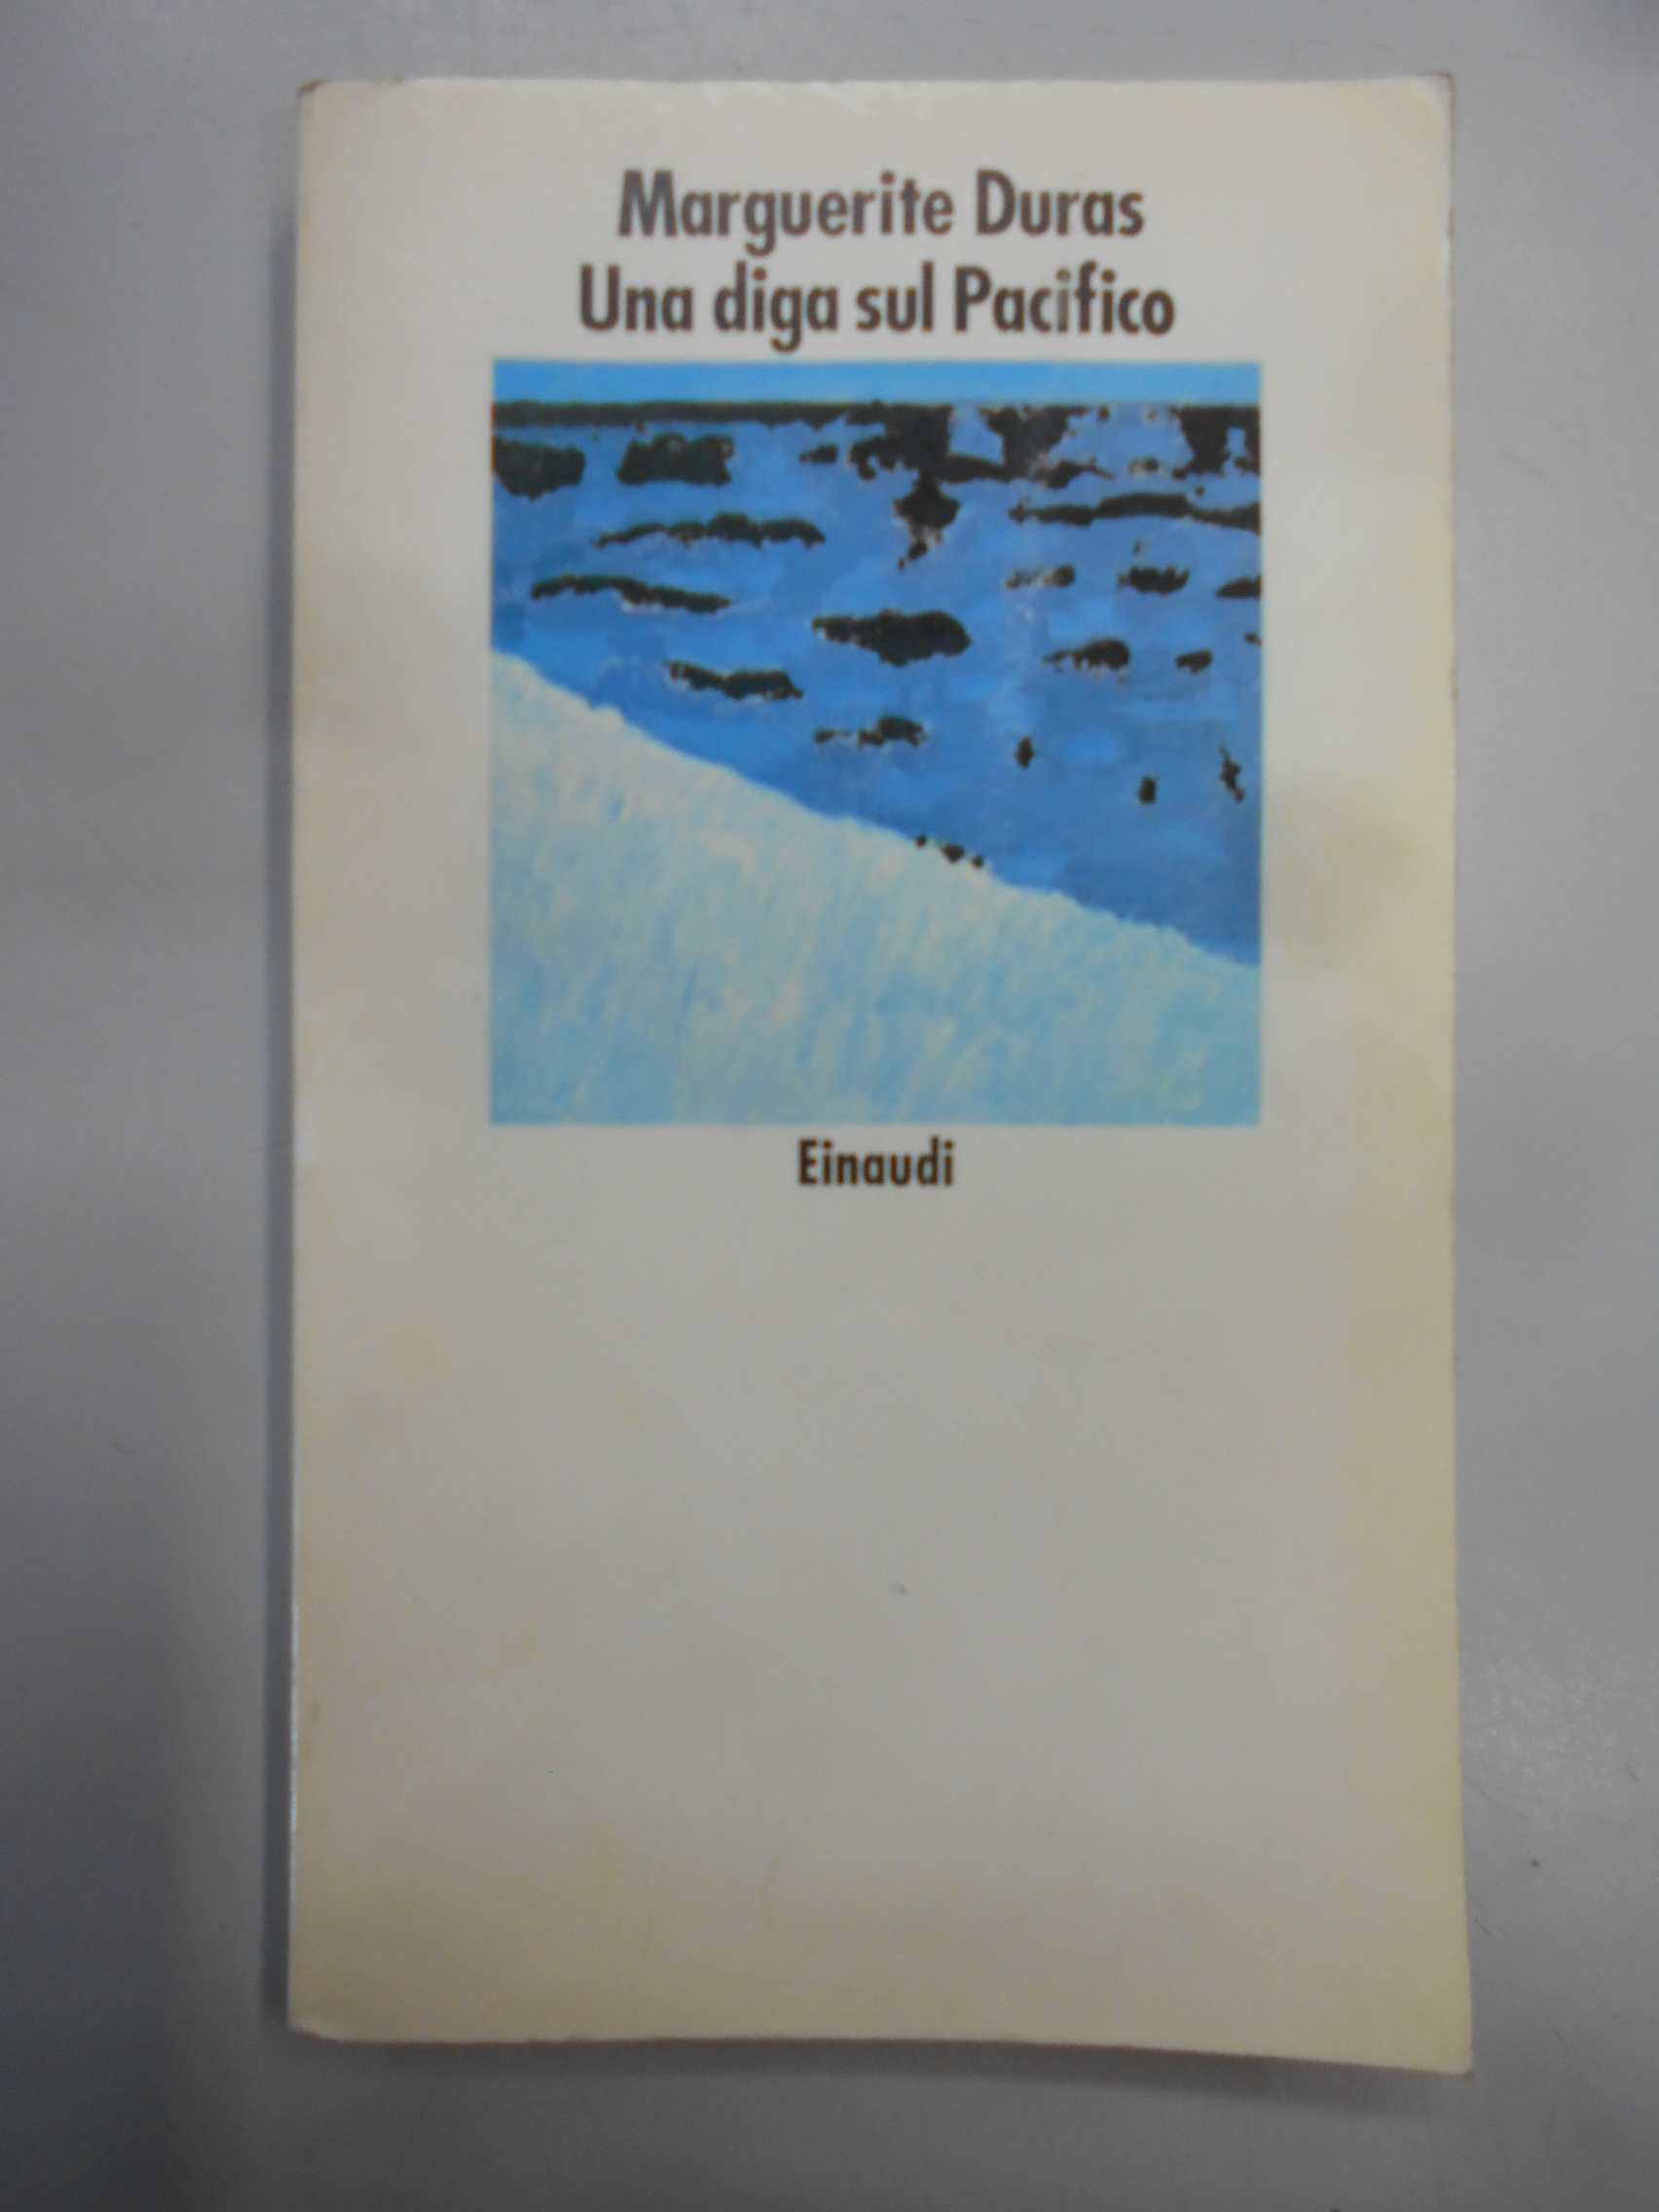 Marguerite Duras
Una diga sul Pacifico
Einaudi